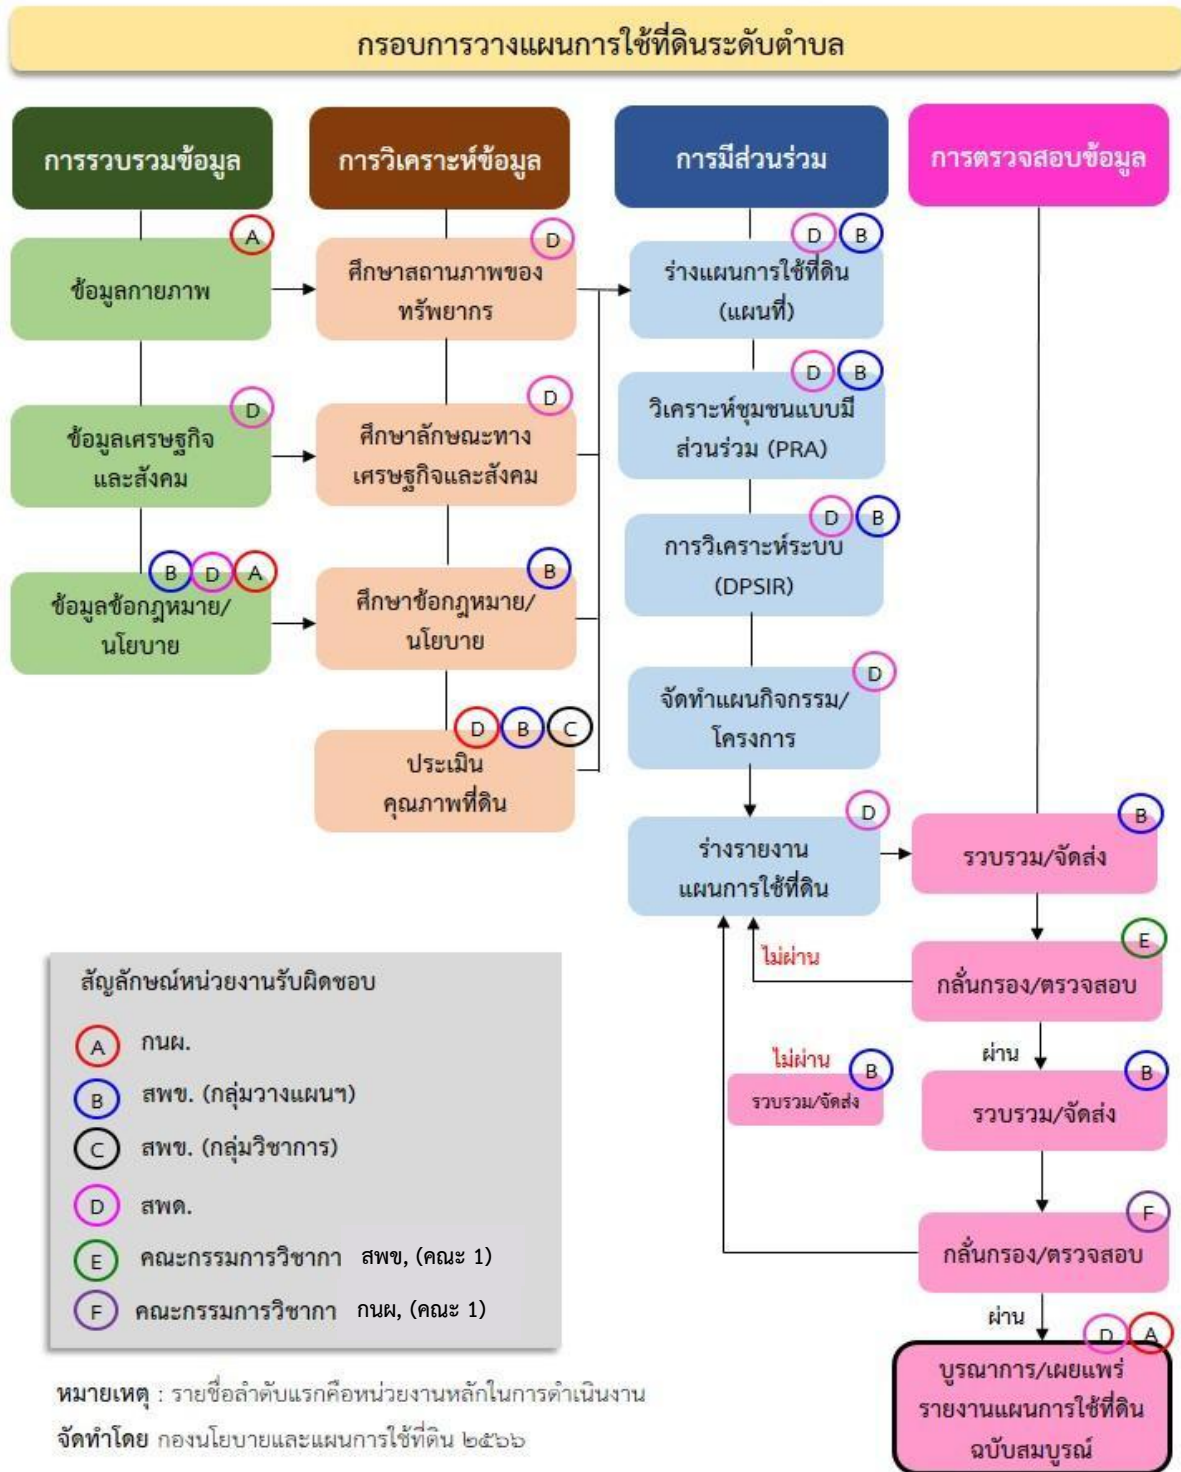 กรอบการวางแผนการใช้ที่ดินระดับตำบล
การรวบรวมข้อมูล
การวิเคราะห์ข้อมูล
การมีส่วนร่วม
การตรวจสอบข้อมูล
A
ข้อมูลกายภาพ
D
ข้อมูลเศรษฐกิจ
และสังคม
B D A
ข้อมูลข้อกฎหมาย/
นโยบาย
D
ศึกษาสถานภาพของ
ทรัพยากร
D
ศึกษาลักษณะทาง
เศรษฐกิจและสังคม
B
ศึกษาข้อกฎหมาย/
นโยบาย
D B C
ประเมิน
คุณภาพที่ดิน
D B
ร่างแผนการใช้ที่ดิน
(แผนที่)
D B
วิเคราะห์ชุมชนแบบมี
ส่วนร่วม (PRA)
D B
การวิเคราะห์ระบบ
(DPSIR)
D
จัดทำแผนกิจกรรม/
โครงการ
D
ร่างรายงาน
แผนการใช้ที่ดิน
B
รวบรวม/จัดส่ง
E
กลั่นกรอง/ตรวจสอบ
ไม่ผ่าน
ผ่าน
B
รวบรวม/จัดส่ง
ไม่ผ่าน
B
รวบรวม/จัดส่ง
F
กลั่นกรอง/ตรวจสอบ
ผ่าน
D A
บูรณาการ/เผยแพร่
รายงานแผนการใช้ที่ดิน
ฉบับสมบูรณ์
สัญลักษณ์หน่วยงานรับผิดชอบ
A กนผ.
B สพข. (กลุ่มวางแผนฯ)
C สพข. (กลุ่มวิชาการ)
D สพด.
E คณะกรรมการวิชากา สพข, (คณะ 1)
F คณะกรรมการวิชากา กนผ, (คณะ 1)
หมายเหตุ : รายชื่อลำดับแรกคือหน่วยงานหลักในการดำเนินงาน
จัดทำโดย กองนโยบายและแผนการใช้ที่ดิน ๒๕๖๖